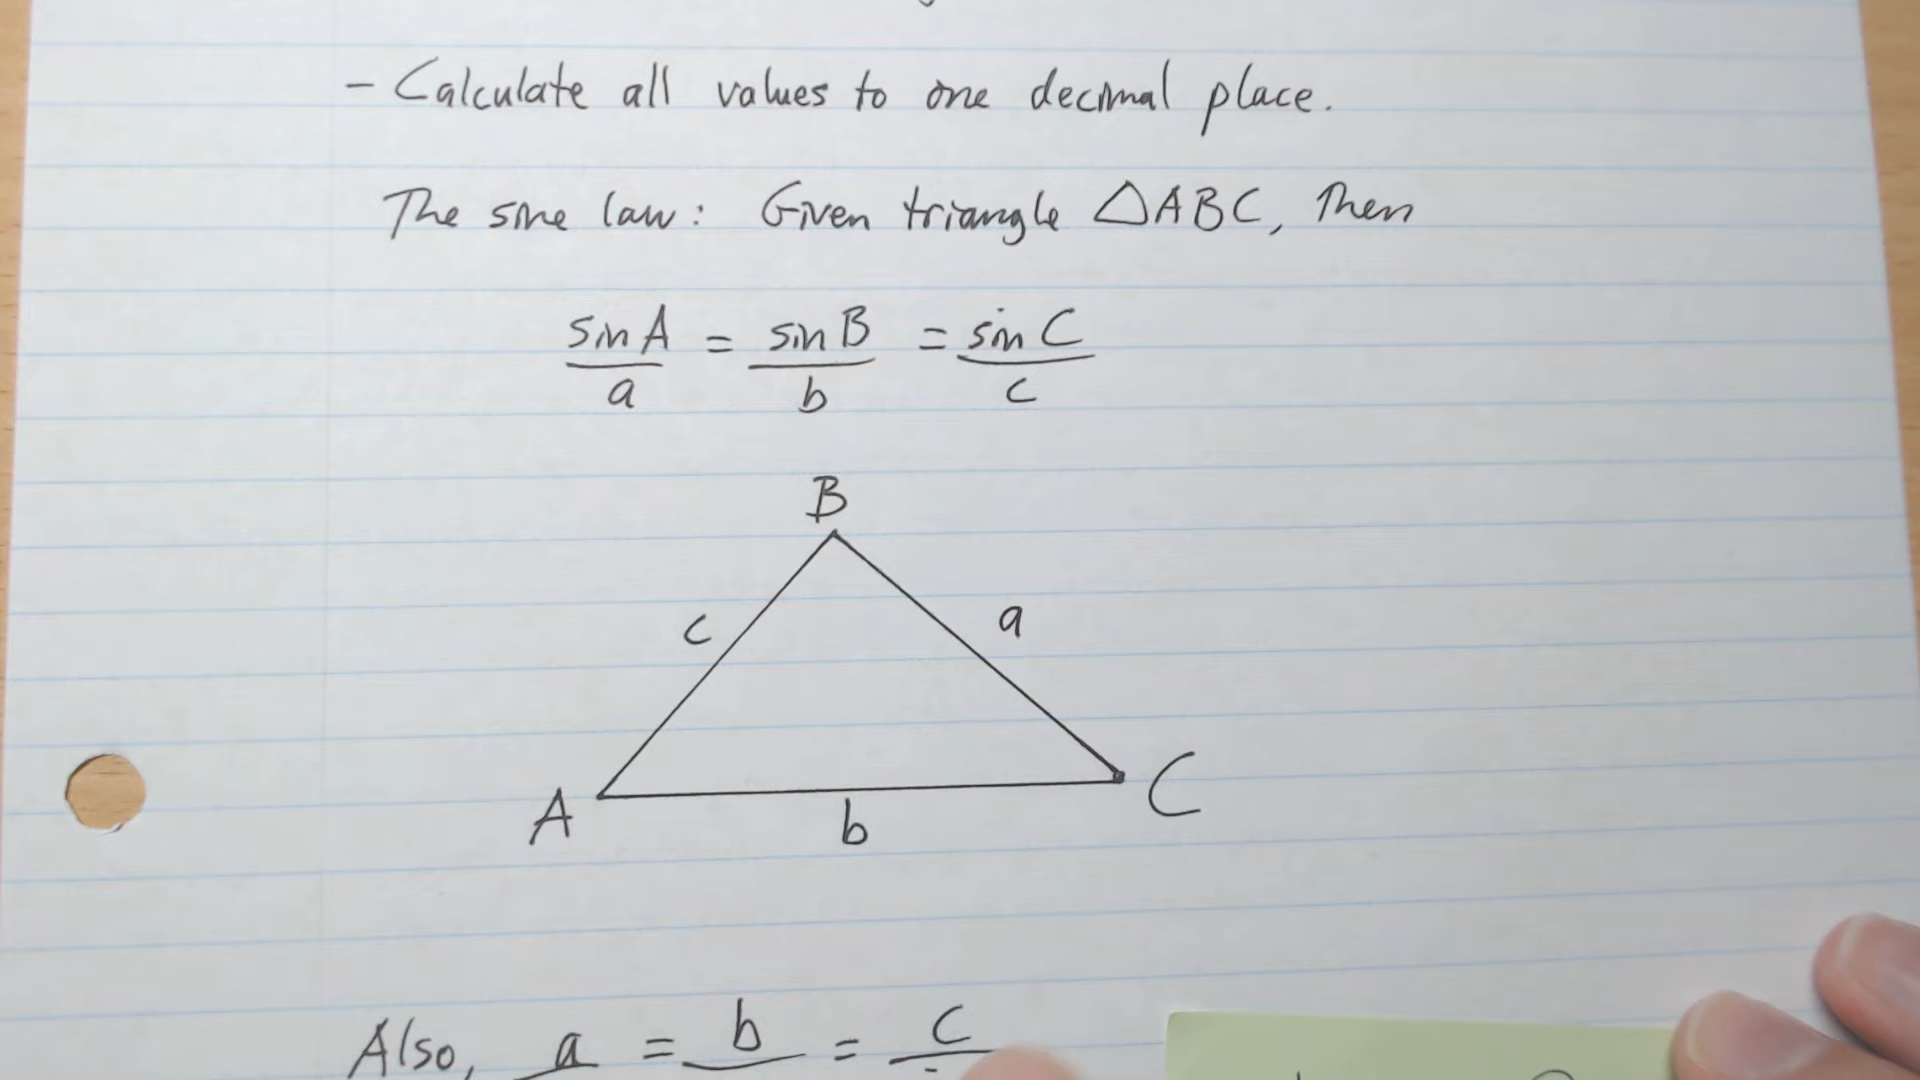 - Calculate all values to one decimal place.
The sine law: Given triangle △ABC, then
sin A / a = sin B / b = sin C / c
B
c a
A b C
Also, a = b = c